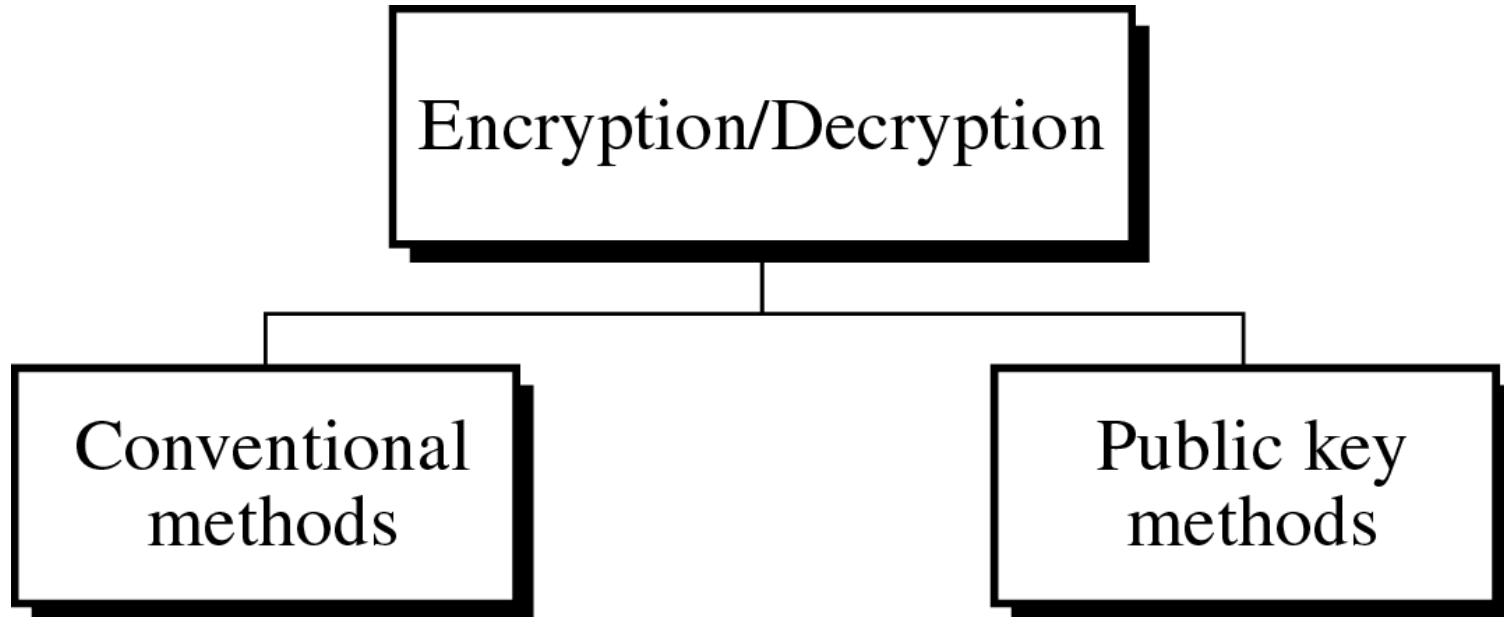 Encryption/Decryption
Conventional
methods
Public key
methods